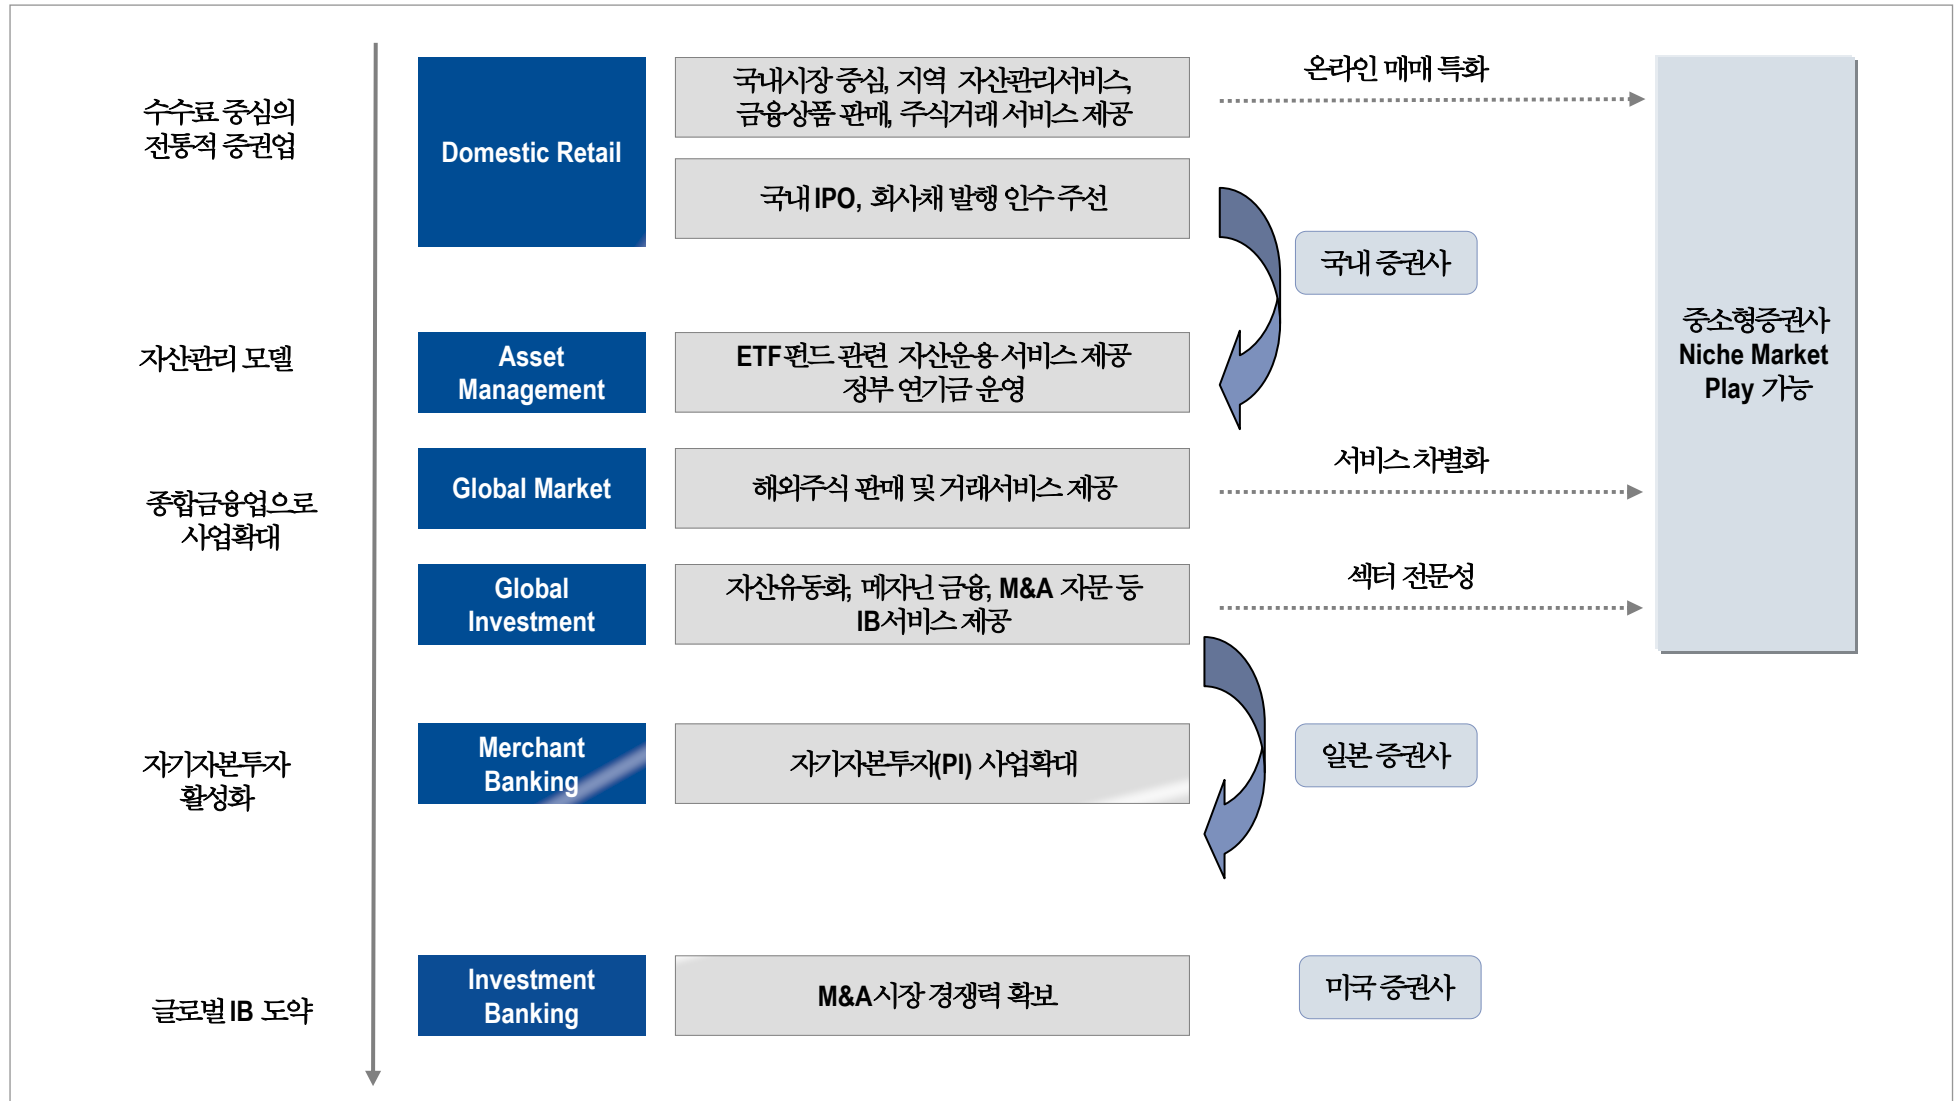 수수료 중심의
전통적 증권업
Domestic Retail
국내시장 중심, 지역 자산관리서비스,
금융상품 판매, 주식거래 서비스 제공
온라인 매매 특화
국내 IPO, 회사채 발행 인수 주선
국내 증권사
자산관리 모델
Asset
Management
ETF펀드 관련 자산운용 서비스 제공
정부 연기금 운영
중소형증권사
Niche Market
Play 가능
종합금융업으로
사업확대
Global Market
해외주식 판매 및 거래서비스 제공
서비스 차별화
Global
Investment
자산유동화, 메자닌 금융, M&A 자문 등
IB서비스 제공
섹터 전문성
자기자본투자
활성화
Merchant
Banking
자기자본투자(PI) 사업확대
일본 증권사
글로벌 IB 도약
Investment
Banking
M&A시장 경쟁력 확보
미국 증권사